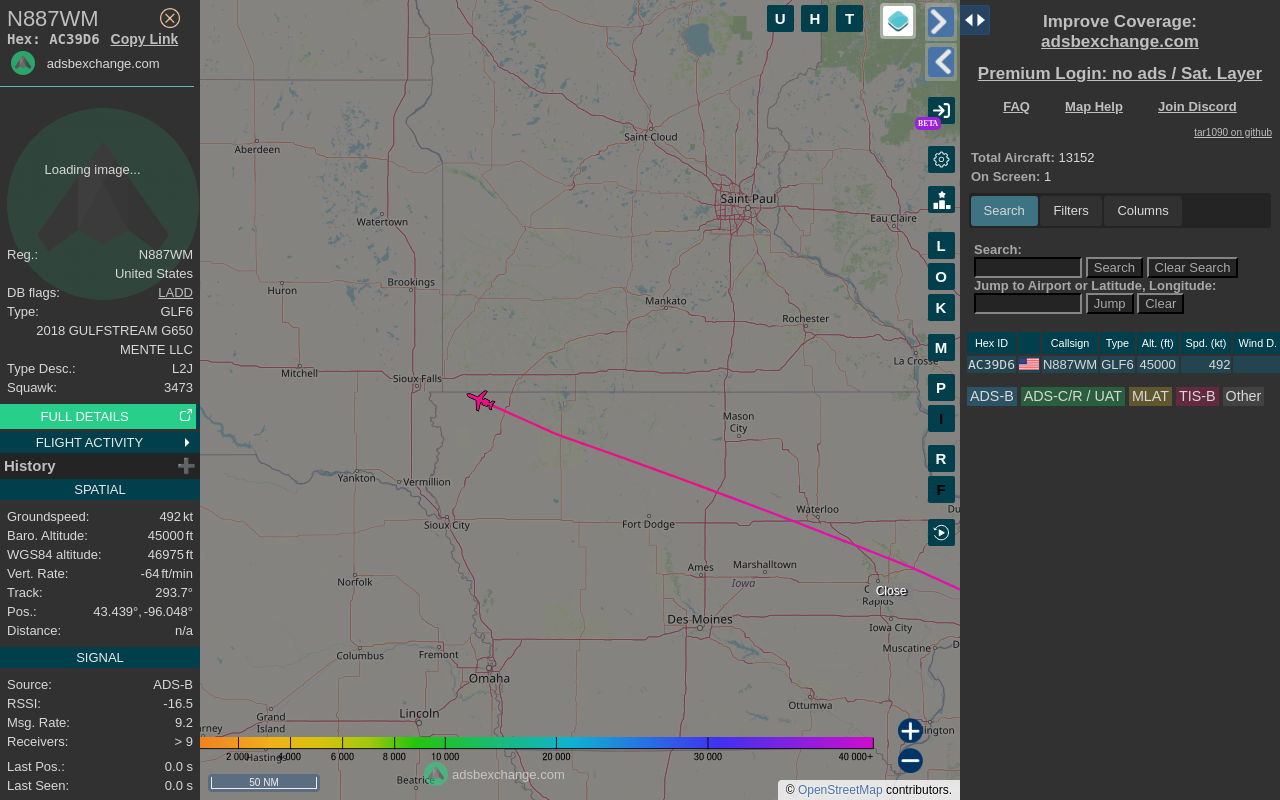 N887WM
Hex: AC39D6 Copy Link
adsbexchange.com
Loading image...
Reg.: N887WM
United States
DB flags: LADD
Type: GLF6
2018 GULFSTREAM G650
MENTE LLC
Type Desc.: L2J
Squawk: 3473
FULL DETAILS
FLIGHT ACTIVITY
History
SPATIAL
Groundspeed: 492 kt
Baro. Altitude: 45000 ft
WGS84 altitude: 46975 ft
Vert. Rate: -64 ft/min
Track: 293.7°
Pos.: 43.439°, -96.048°
Distance: n/a
SIGNAL
Source: ADS-B
RSSI: -16.5
Msg. Rate: 9.2
Receivers: > 9
Last Pos.: 0.0 s
Last Seen: 0.0 s
U H T
BETA
L
O
K
M
P
I
R
F
Saint Cloud
Aberdeen
Saint Paul
Watertown
Eau Claire
Brookings
Huron
Mankato
Rochester
La Crosse
Mitchell
Sioux Falls
Mason
City
Yankton
Vermillion
Waterloo
Du
Sioux City
Fort Dodge
Ames
Marshalltown
Norfolk
Iowa
Close
Rapids
Des Moines
Iowa City
Muscatine
D
Columbus
Fremont
Omaha
Ottumwa
Lincoln
Grand
Island
rney
ington
Hastings
Beatrice
2 000 4 000 6 000 8 000 10 000 20 000 30 000 40 000+
adsbexchange.com
50 NM
© OpenStreetMap contributors.
Improve Coverage:
adsbexchange.com
Premium Login: no ads / Sat. Layer
FAQ Map Help Join Discord
tar1090 on github
Total Aircraft: 13152
On Screen: 1
Search Filters Columns
Search:
Search Clear Search
Jump to Airport or Latitude, Longitude:
Jump Clear
Hex ID Callsign Type Alt. (ft) Spd. (kt) Wind D.
AC39D6 N887WM GLF6 45000 492
ADS-B ADS-C/R / UAT MLAT TIS-B Other